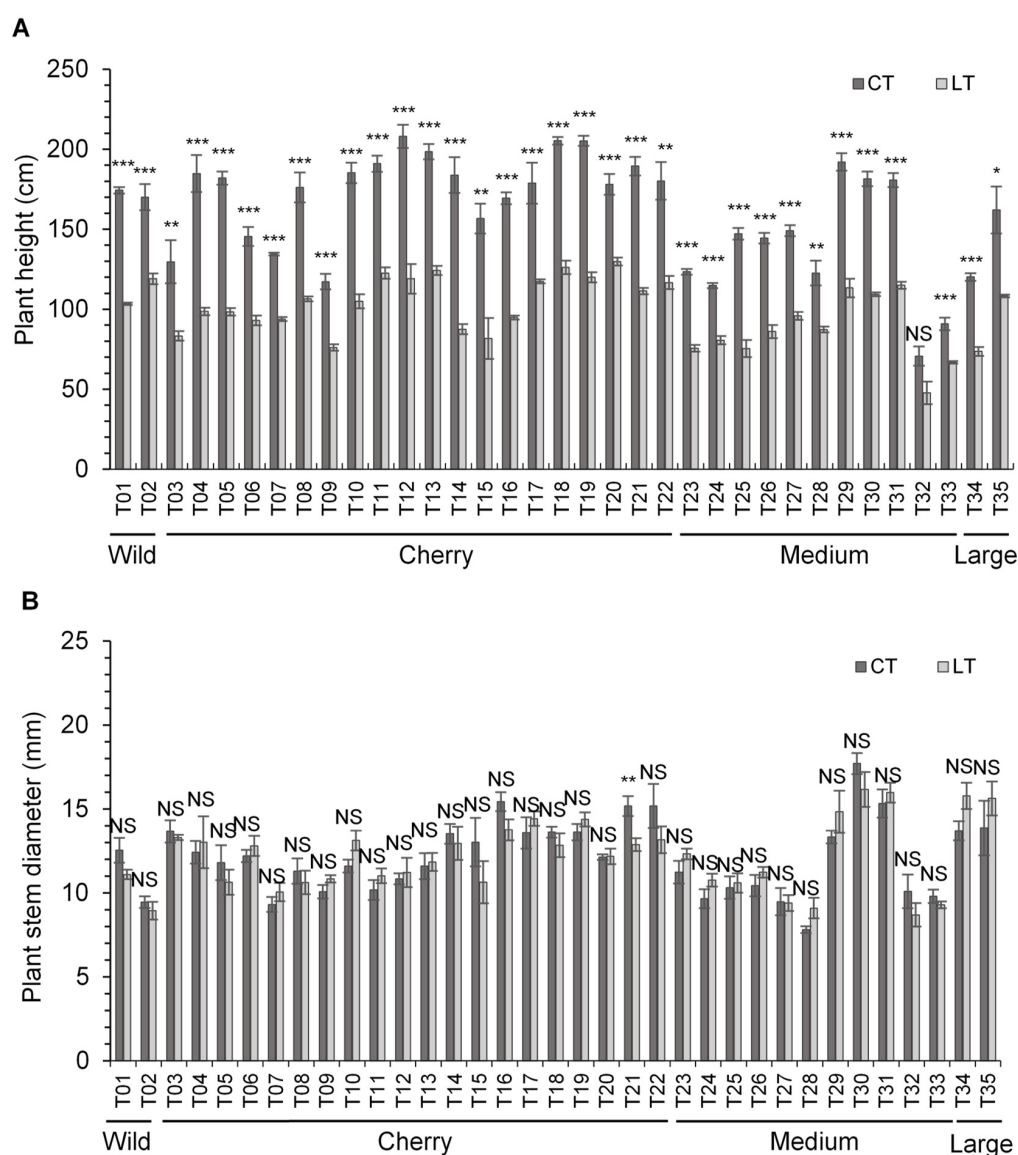 A
250
CT LT
200
150
100
50
0
Plant height (cm)
*** *** ** *** *** *** *** *** *** *** *** *** *** *** ** *** *** *** *** *** *** ** *** *** *** *** *** ** *** *** *** NS *** *** *
T01 T02 T03 T04 T05 T06 T07 T08 T09 T10 T11 T12 T13 T14 T15 T16 T17 T18 T19 T20 T21 T22 T23 T24 T25 T26 T27 T28 T29 T30 T31 T32 T33 T34 T35
Wild Cherry Medium Large
B
25
CT LT
20
15
10
5
0
Plant stem diameter (mm)
NS NS NS NS NS NS NS NS NS NS NS NS NS NS NS NS NS NS NS NS ** NS NS NS NS NS NS NS NS NS NS NS NS NS NS
T01 T02 T03 T04 T05 T06 T07 T08 T09 T10 T11 T12 T13 T14 T15 T16 T17 T18 T19 T20 T21 T22 T23 T24 T25 T26 T27 T28 T29 T30 T31 T32 T33 T34 T35
Wild Cherry Medium Large